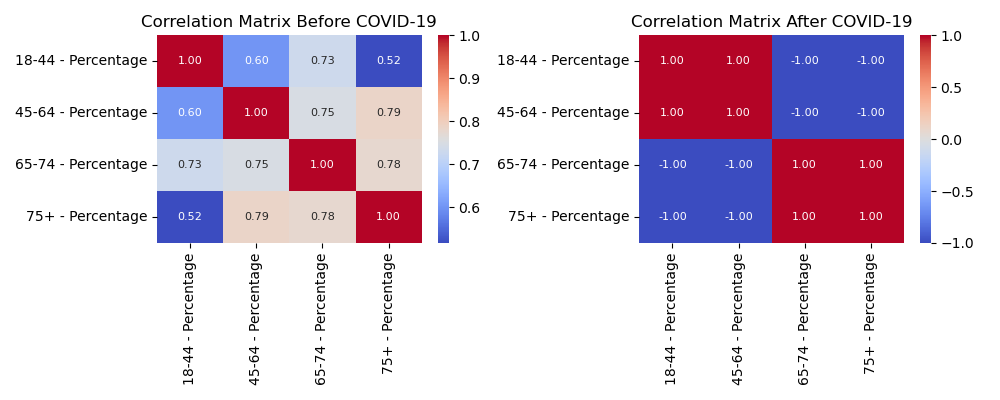 Correlation Matrix Before COVID-19
18-44 - Percentage
45-64 - Percentage
65-74 - Percentage
75+ - Percentage
1.00 0.60 0.73 0.52
0.60 1.00 0.75 0.79
0.73 0.75 1.00 0.78
0.52 0.79 0.78 1.00
18-44 - Percentage
45-64 - Percentage
65-74 - Percentage
75+ - Percentage
1.0
0.9
0.8
0.7
0.6
Correlation Matrix After COVID-19
18-44 - Percentage
45-64 - Percentage
65-74 - Percentage
75+ - Percentage
1.00 1.00 -1.00 -1.00
1.00 1.00 -1.00 -1.00
-1.00 -1.00 1.00 1.00
-1.00 -1.00 1.00 1.00
18-44 - Percentage
45-64 - Percentage
65-74 - Percentage
75+ - Percentage
1.0
0.5
0.0
−0.5
−1.0